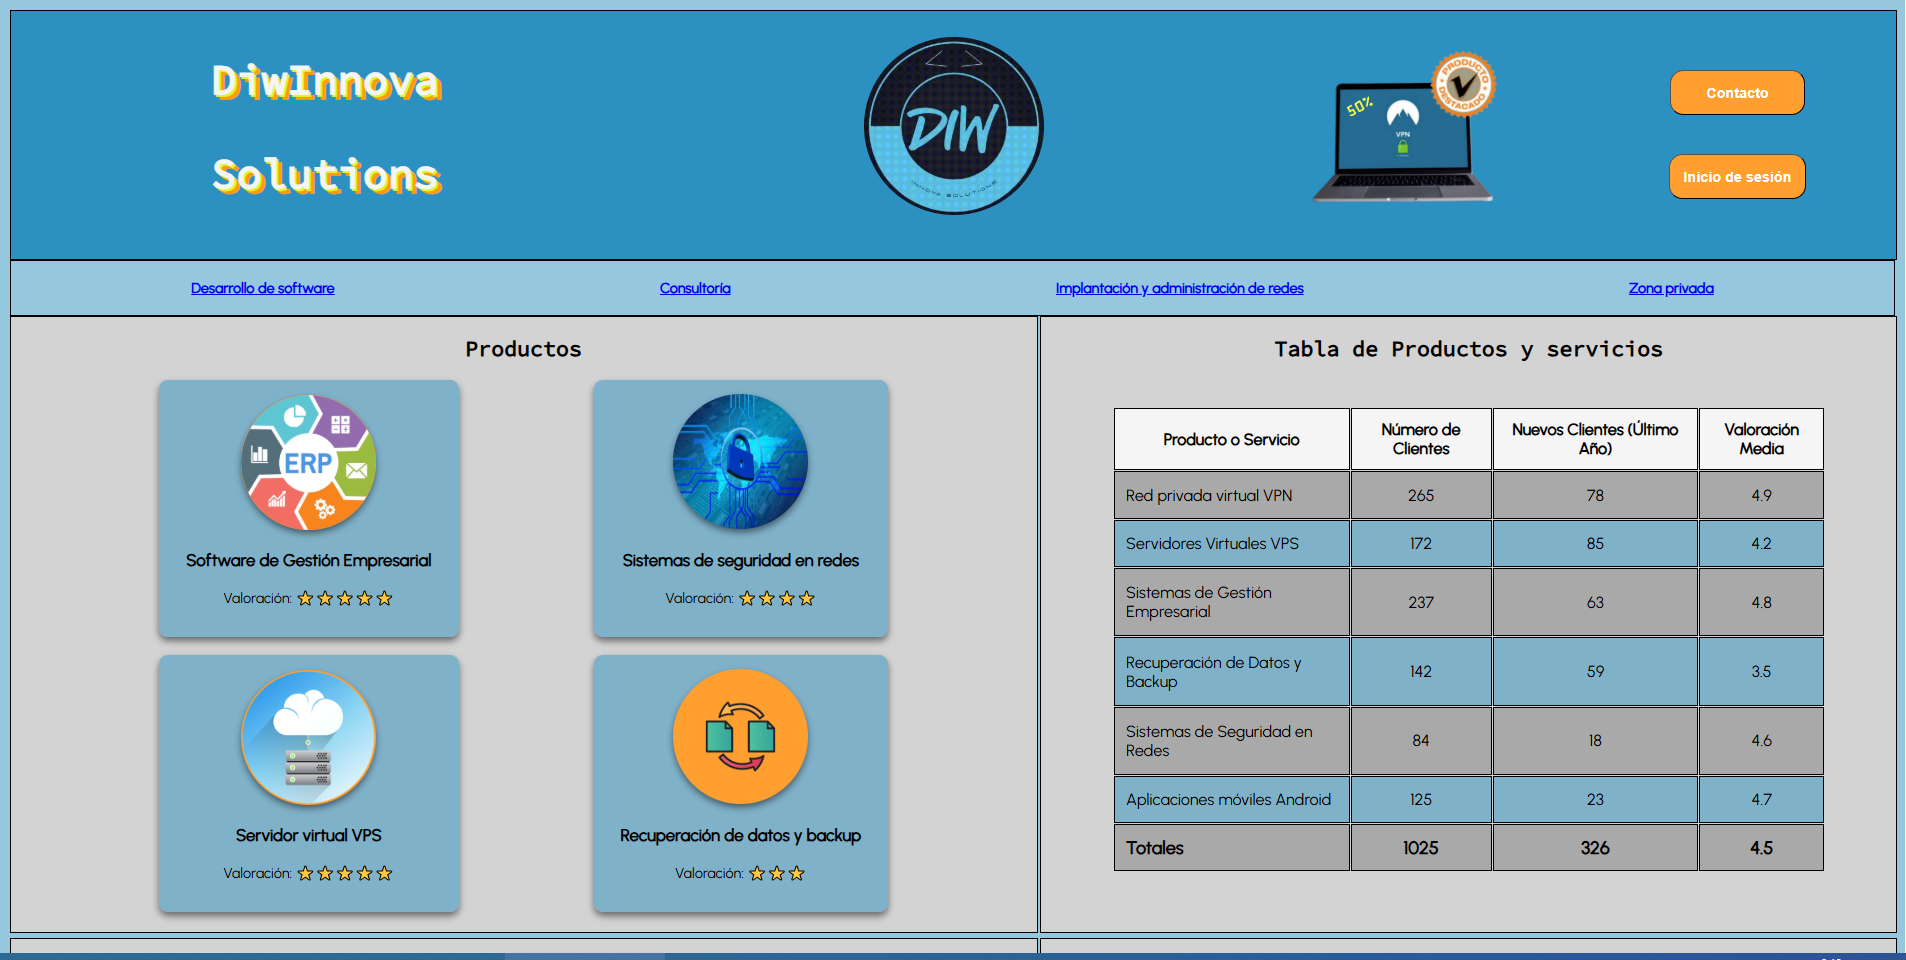 DiwInnova
Solutions
DIW
INNOVA SOLUTIONS
50%
PRODUCTO
DESTACADO
VPN
Contacto
Inicio de sesión
Desarrollo de software
Consultoría
Implantación y administración de redes
Zona privada
Productos
ERP
Software de Gestión Empresarial
Valoración:
Sistemas de seguridad en redes
Valoración:
Servidor virtual VPS
Valoración:
Recuperación de datos y backup
Valoración:
Tabla de Productos y servicios
Producto o Servicio Número de Clientes Nuevos Clientes (Último Año) Valoración Media
Red privada virtual VPN 265 78 4.9
Servidores Virtuales VPS 172 85 4.2
Sistemas de Gestión Empresarial 237 63 4.8
Recuperación de Datos y Backup 142 59 3.5
Sistemas de Seguridad en Redes 84 18 4.6
Aplicaciones móviles Android 125 23 4.7
Totales 1025 326 4.5